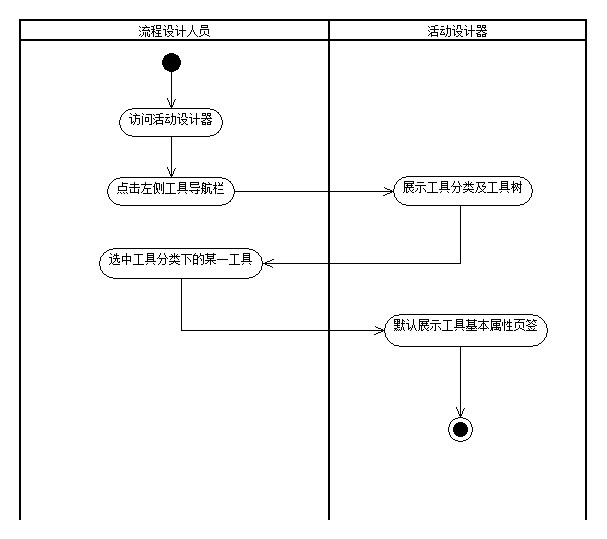 流程设计人员
活动设计器
访问活动设计器
点击左侧工具导航栏
展示工具分类及工具树
选中工具分类下的某一工具
默认展示工具基本属性页签